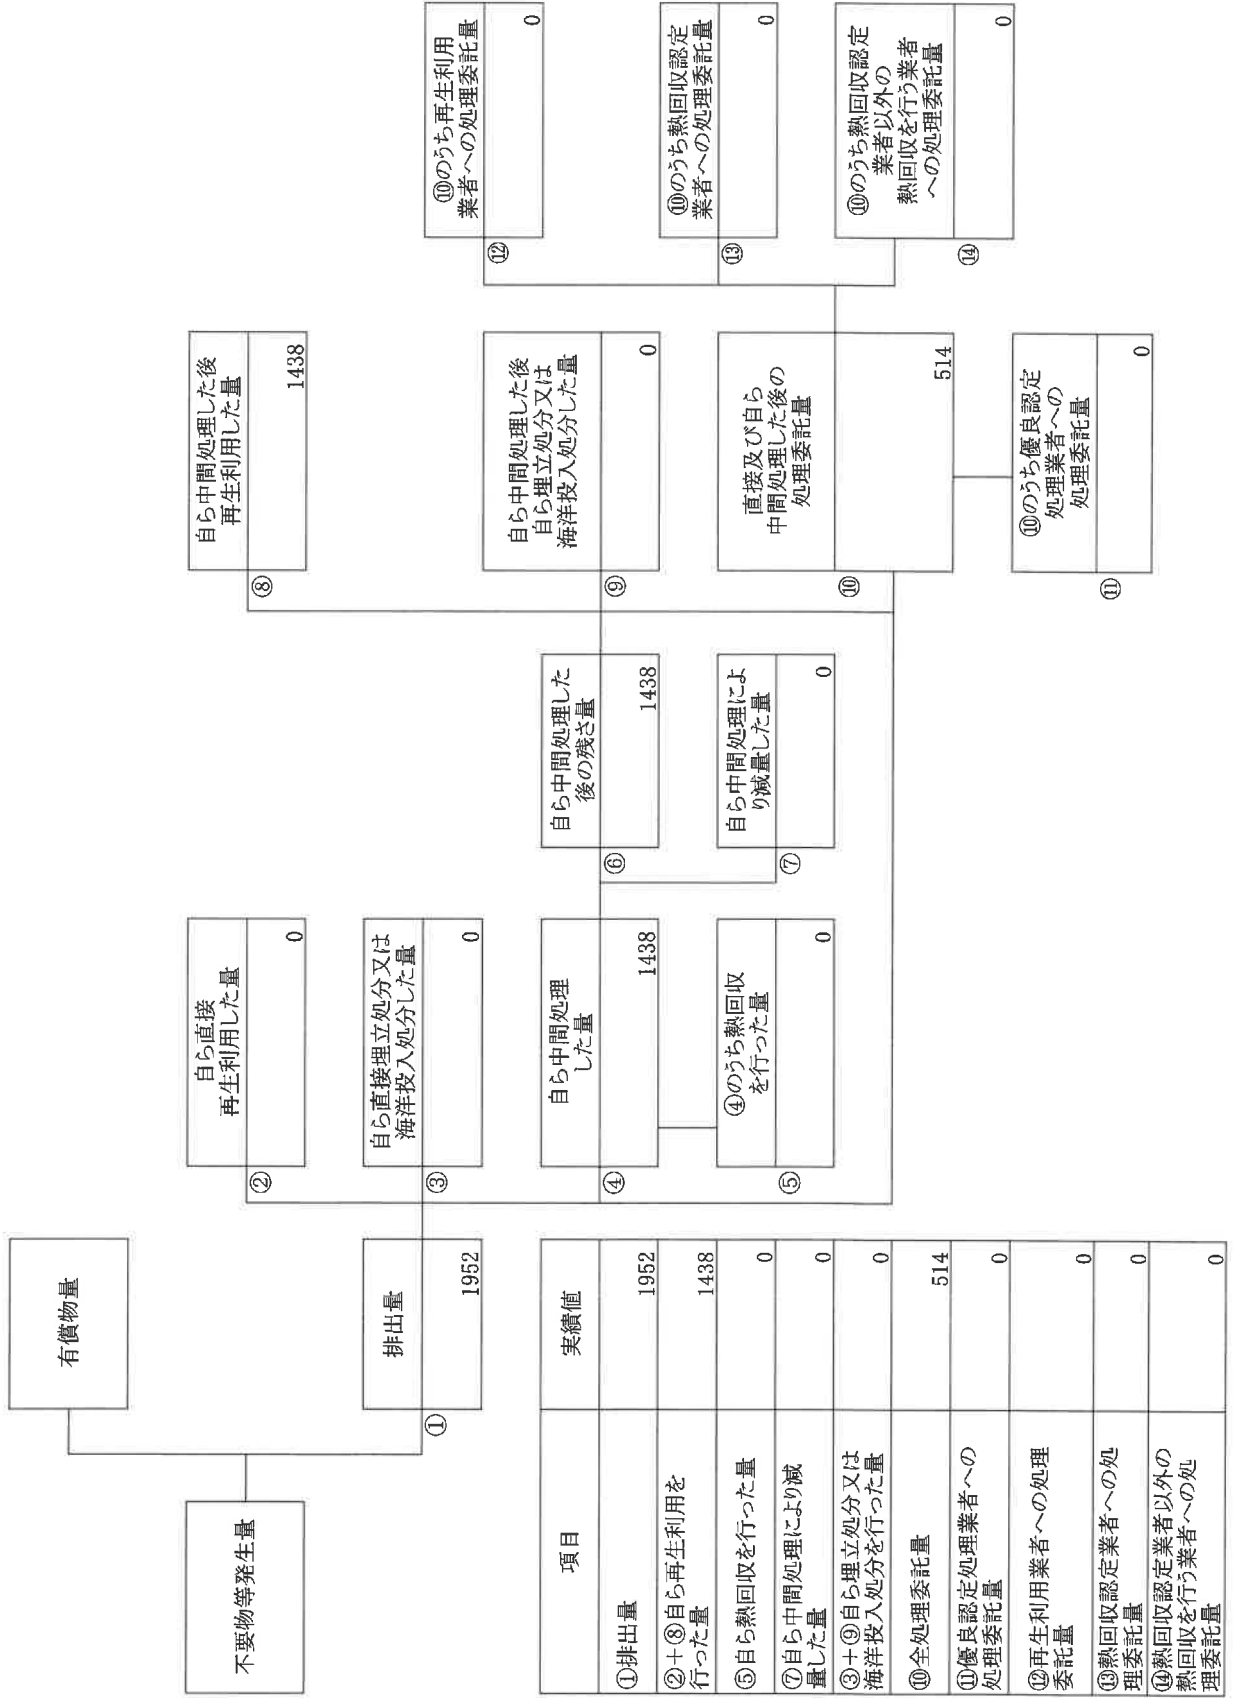 不要物等発生量
有償物量
①
排出量
1952
②
自ら直接
再生利用した量
0
③
自ら直接埋立処分又は
海洋投入処分した量
0
④
自ら中間処理
した量
1438
⑤
④のうち熱回収
を行った量
0
⑥
自ら中間処理した
後の残さ量
1438
⑦
自ら中間処理によ
り減量した量
0
⑧
自ら中間処理した後
再生利用した量
1438
⑨
自ら中間処理した後
自ら埋立処分又は
海洋投入処分した量
0
⑩
直接及び自ら
中間処理した後の
処理委託量
514
⑪
⑩のうち優良認定
処理業者への
処理委託量
0
⑫
⑩のうち再生利用
業者への処理委託量
0
⑬
⑩のうち熱回収認定
業者への処理委託量
0
⑭
⑩のうち熱回収認定
業者以外の
熱回収を行う業者
への処理委託量
0
項目 実績値
①排出量 1952
②+⑧自ら再生利用を
行った量 1438
⑤自ら熱回収を行った量 0
⑦自ら中間処理により減
量した量 0
③+⑨自ら埋立処分又は
海洋投入処分を行った量 0
⑩全処理委託量 514
⑪優良認定処理業者への
処理委託量 0
⑫再生利用業者への処理
委託量 0
⑬熱回収認定業者への処
理委託量 0
⑭熱回収認定業者以外の
熱回収を行う業者への処
理委託量 0